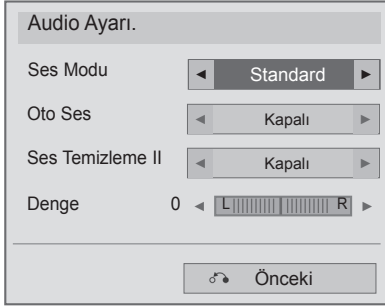 Audio Ayarı.
Ses Modu ◄ Standard ►
Oto Ses ◄ Kapalı ►
Ses Temizleme II ◄ Kapalı ►
Denge 0 ◄ L R ►
Önceki